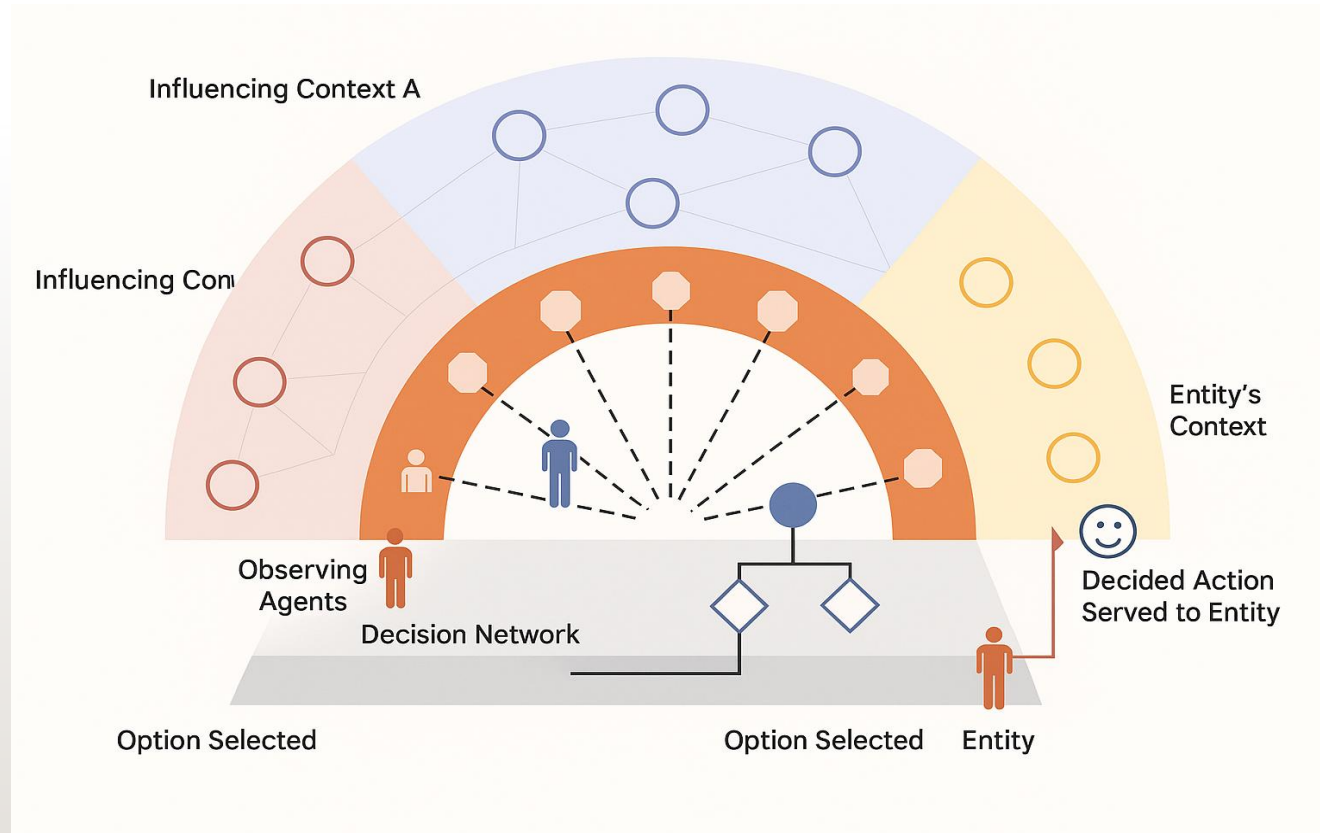 Influencing Context A
Influencing Con
Entity's
Context
Observing
Agents
Decision Network
Decided Action
Served to Entity
Option Selected
Option Selected
Entity